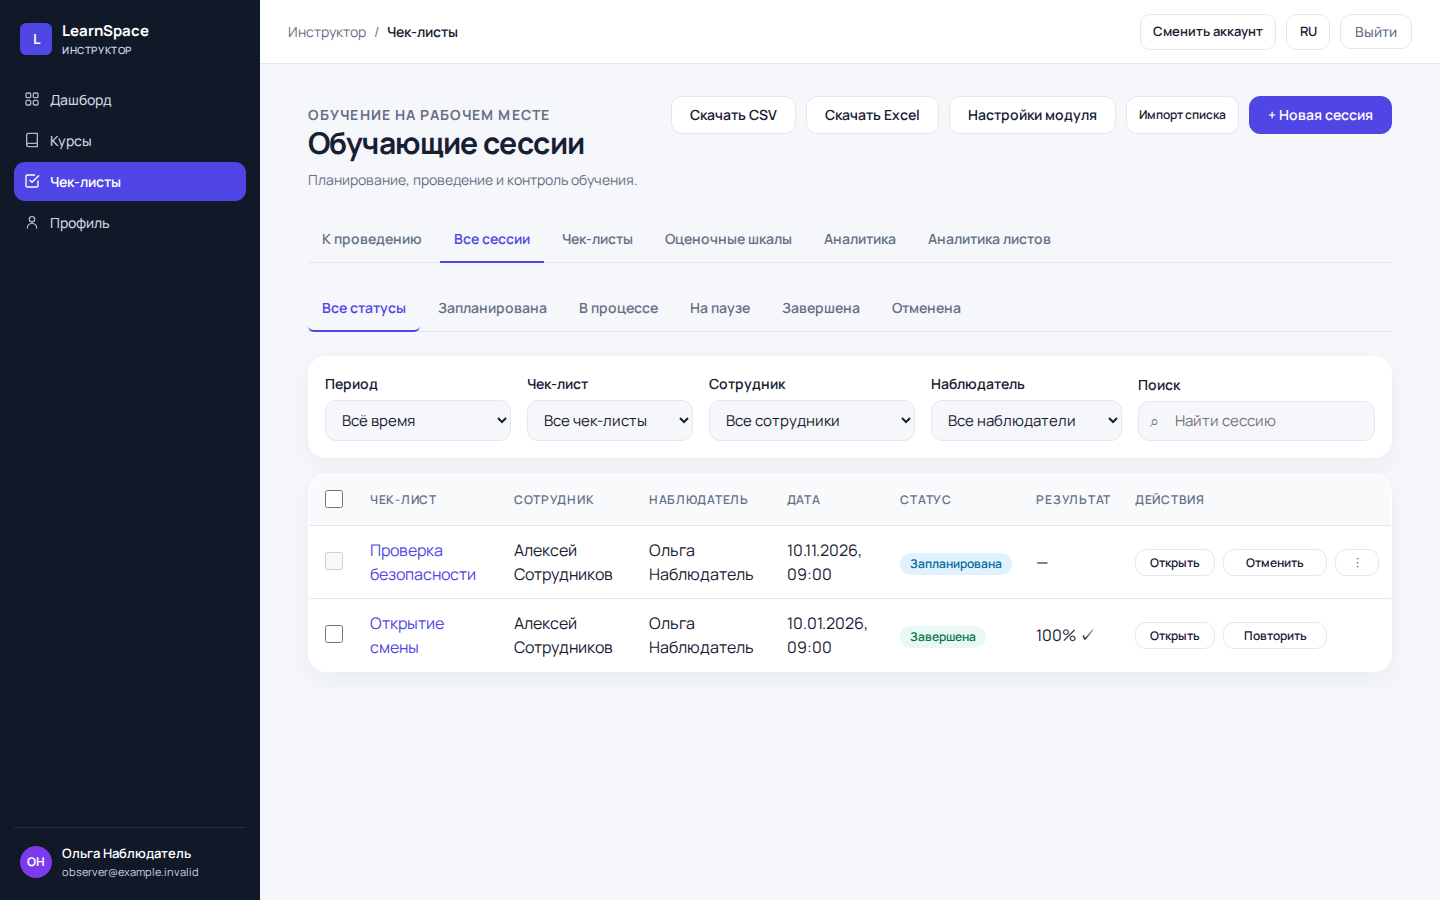 L
LearnSpace
ИНСТРУКТОР
Дашборд
Курсы
Чек-листы
Профиль
ОН
Ольга Наблюдатель
observer@example.invalid
Инструктор / Чек-листы
Сменить аккаунт
RU
Выйти
ОБУЧЕНИЕ НА РАБОЧЕМ МЕСТЕ
Обучающие сессии
Планирование, проведение и контроль обучения.
Скачать CSV
Скачать Excel
Настройки модуля
Импорт списка
+ Новая сессия
К проведению Все сессии Чек-листы Оценочные шкалы Аналитика Аналитика листов
Все статусы Запланирована В процессе На паузе Завершена Отменена
Период Чек-лист Сотрудник Наблюдатель Поиск
Всё время Все чек-листы Все сотрудники Все наблюдатели Найти сессию
ЧЕК-ЛИСТ СОТРУДНИК НАБЛЮДАТЕЛЬ ДАТА СТАТУС РЕЗУЛЬТАТ ДЕЙСТВИЯ
Проверка Алексей Ольга 10.11.2026,
безопасности Сотрудников Наблюдатель 09:00 Запланирована — Открыть Отменить ⋮
Открытие Алексей Ольга 10.01.2026,
смены Сотрудников Наблюдатель 09:00 Завершена 100% ✓ Открыть Повторить